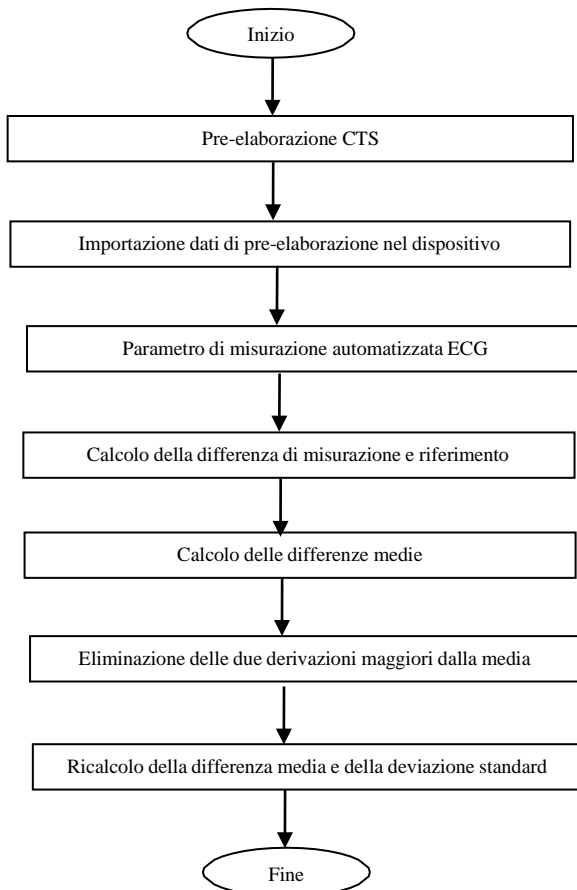 Inizio
Pre-elaborazione CTS
Importazione dati di pre-elaborazione nel dispositivo
Parametro di misurazione automatizzata ECG
Calcolo della differenza di misurazione e riferimento
Calcolo delle differenze medie
Eliminazione delle due derivazioni maggiori dalla media
Ricalcolo della differenza media e della deviazione standard
Fine